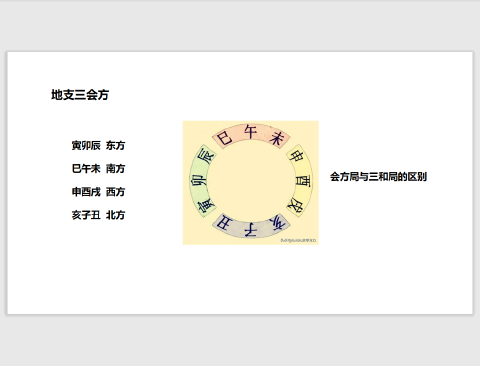 地支三会方
寅卯辰 东方
巳午未 南方
申酉戌 西方
亥子丑 北方
巳午未
辰
申
卯
酉
寅
戌
丑子亥
会方局与三和局的区别